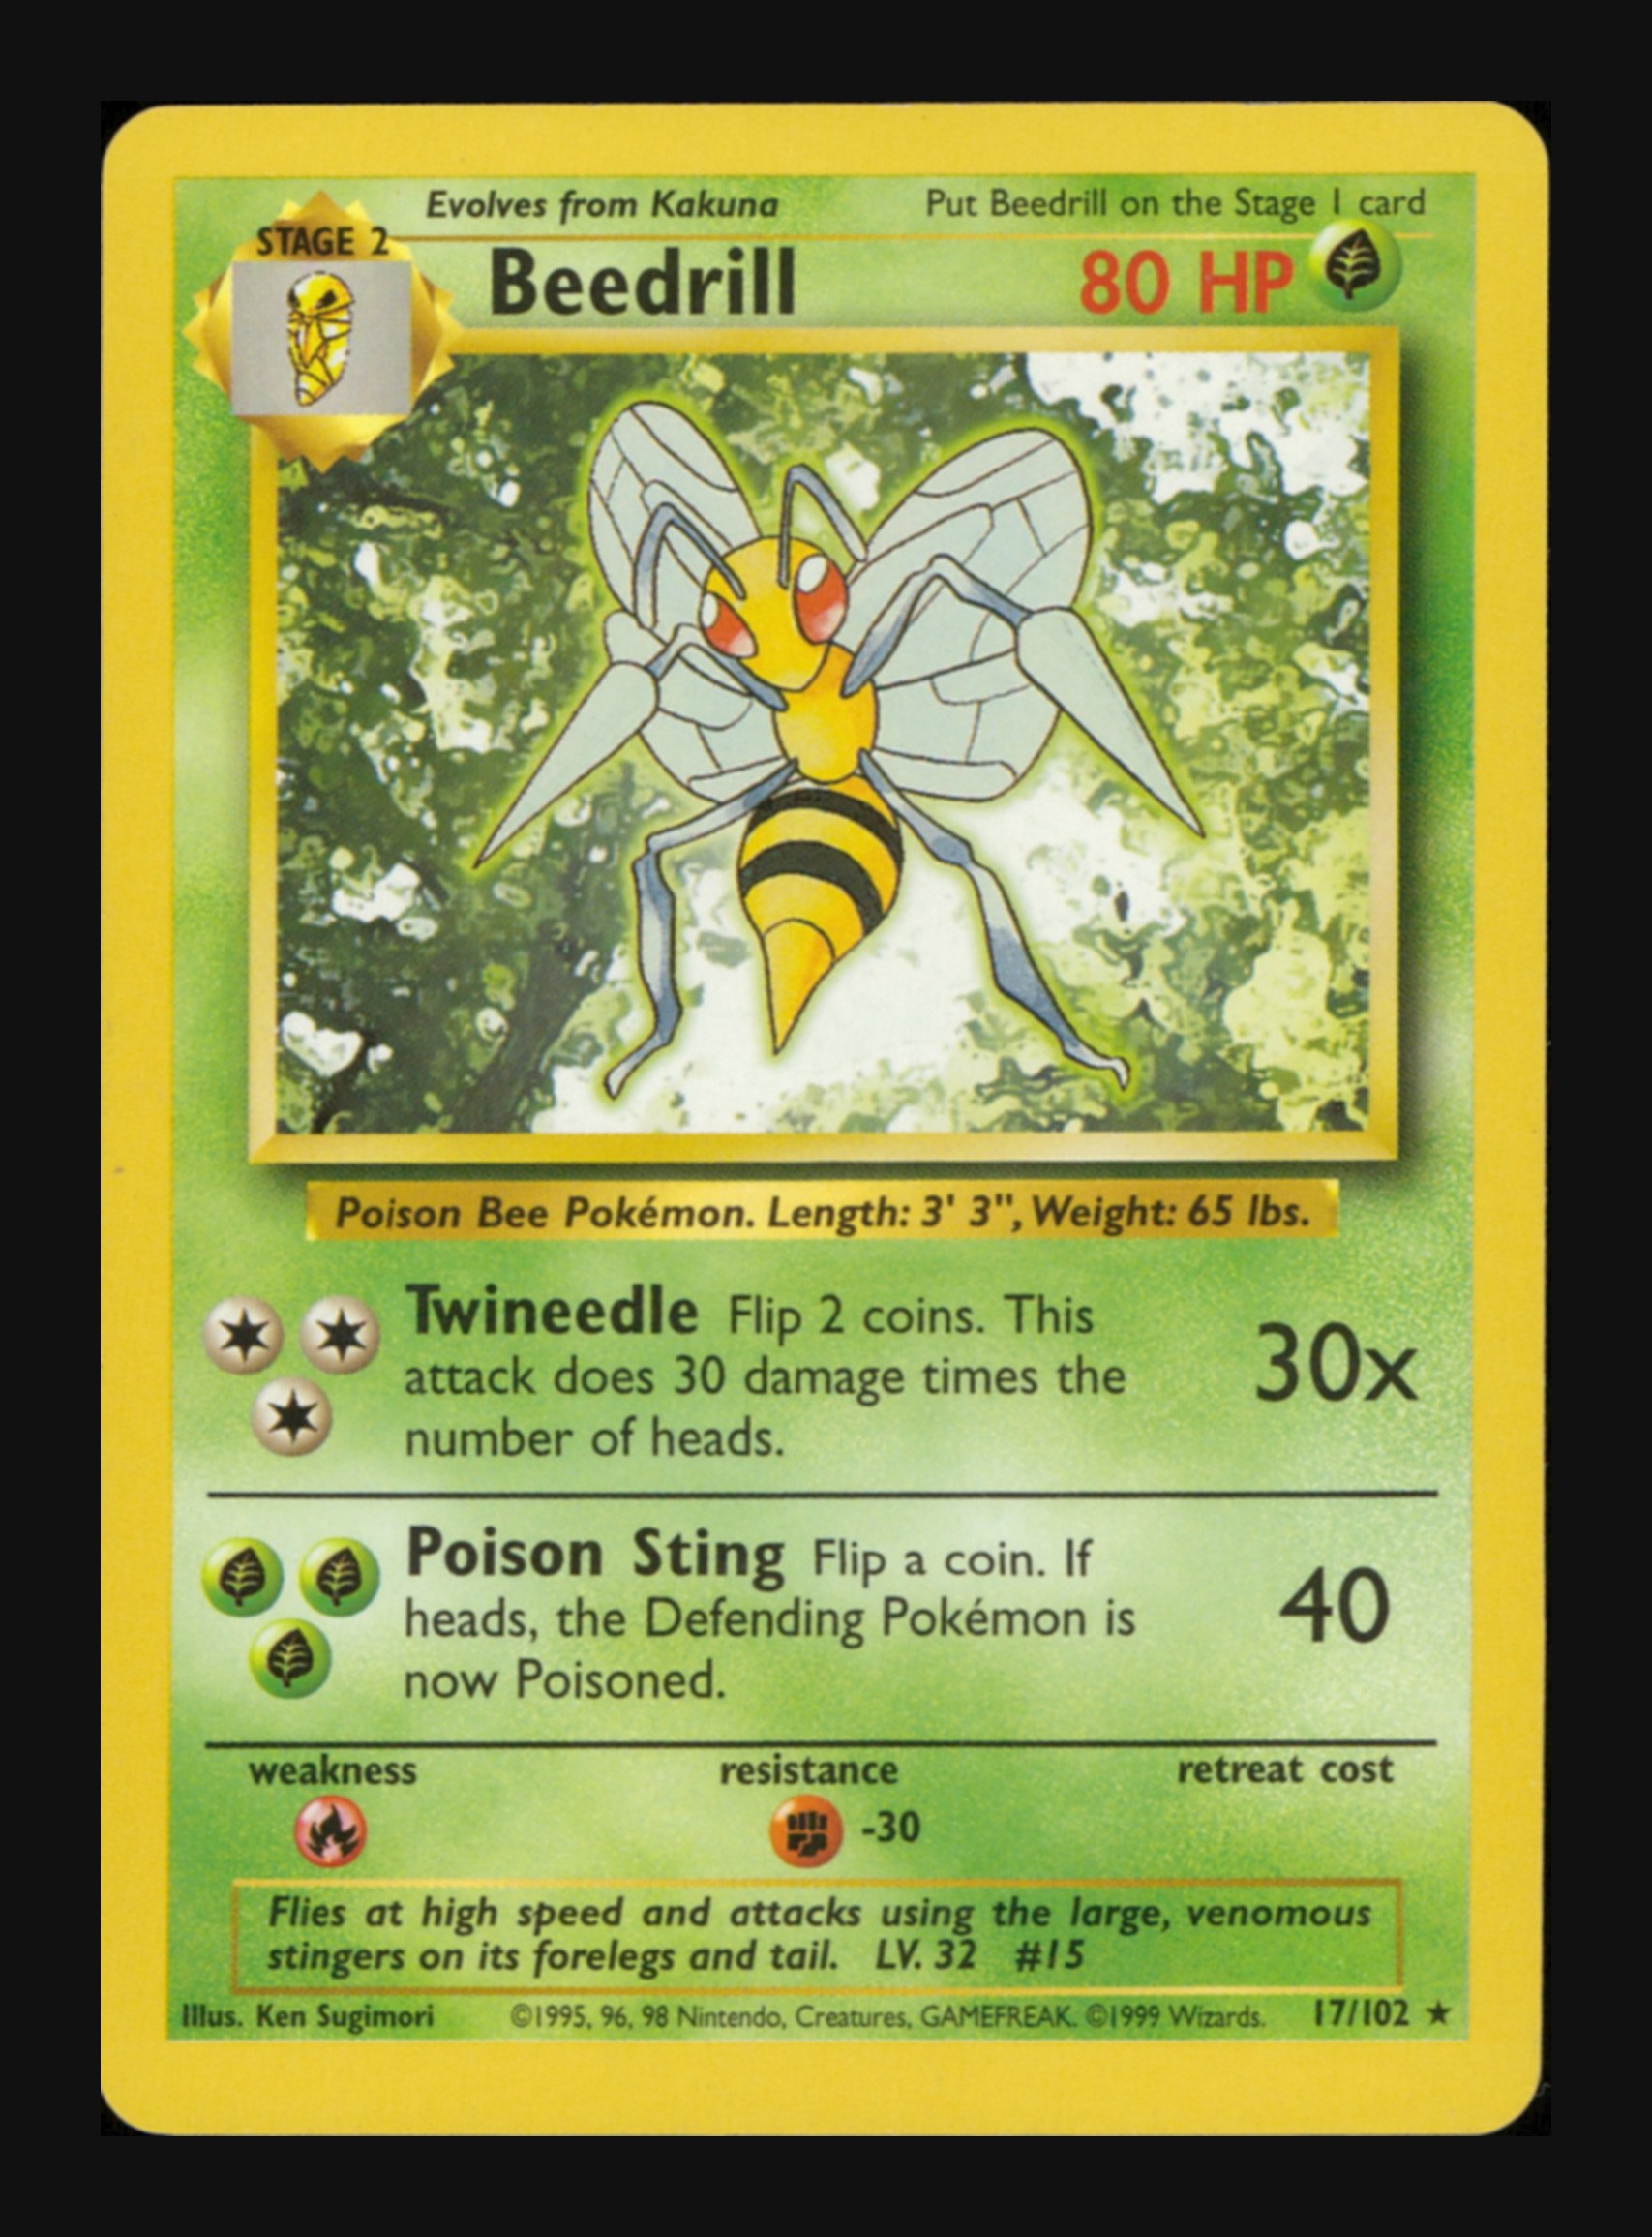 Evolves from Kakuna
Put Beedrill on the Stage 1 card
STAGE 2
Beedrill
80 HP
Poison Bee Pokémon. Length: 3' 3", Weight: 65 lbs.
Twineedle Flip 2 coins. This
attack does 30 damage times the
number of heads.
30x
Poison Sting Flip a coin. If
heads, the Defending Pokémon is
now Poisoned.
40
weakness
resistance
retreat cost
-30
Flies at high speed and attacks using the large, venomous
stingers on its forelegs and tail. LV. 32 #15
Illus. Ken Sugimori
©1995, 96, 98 Nintendo, Creatures, GAMEFREAK. ©1999 Wizards.
17/102 ★